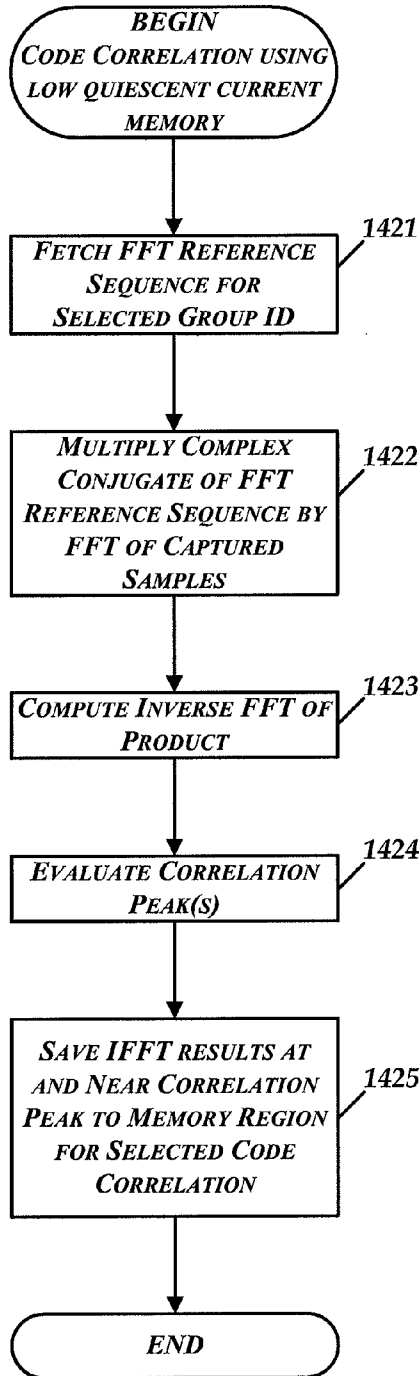 BEGIN
CODE CORRELATION USING
LOW QUIESCENT CURRENT
MEMORY
1421
FETCH FFT REFERENCE
SEQUENCE FOR
SELECTED GROUP ID
1422
MULTIPLY COMPLEX
CONJUGATE OF FFT
REFERENCE SEQUENCE BY
FFT OF CAPTURED
SAMPLES
1423
COMPUTE INVERSE FFT OF
PRODUCT
1424
EVALUATE CORRELATION
PEAK(S)
1425
SAVE IFFT RESULTS AT
AND NEAR CORRELATION
PEAK TO MEMORY REGION
FOR SELECTED CODE
CORRELATION
END